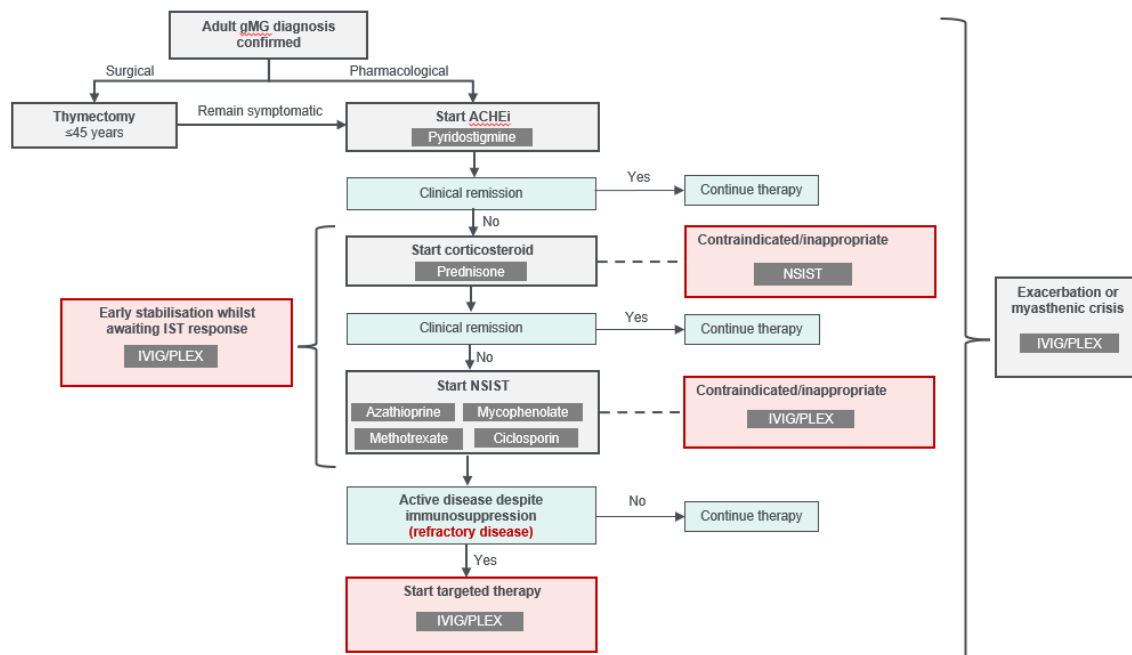 Adult gMG diagnosis
confirmed
Surgical
Pharmacological
Thymectomy
≤45 years
Remain symptomatic
Start ACHEi
Pyridostigmine
Clinical remission
Yes
Continue therapy
No
Start corticosteroid
Prednisone
Contraindicated/inappropriate
NSIST
Early stabilisation whilst
awaiting IST response
IVIG/PLEX
Clinical remission
Yes
Continue therapy
No
Start NSIST
Azathioprine
Mycophenolate
Methotrexate
Ciclosporin
Contraindicated/inappropriate
IVIG/PLEX
Active disease despite
immunosuppression
(refractory disease)
No
Continue therapy
Yes
Start targeted therapy
IVIG/PLEX
Exacerbation or
myasthenic crisis
IVIG/PLEX